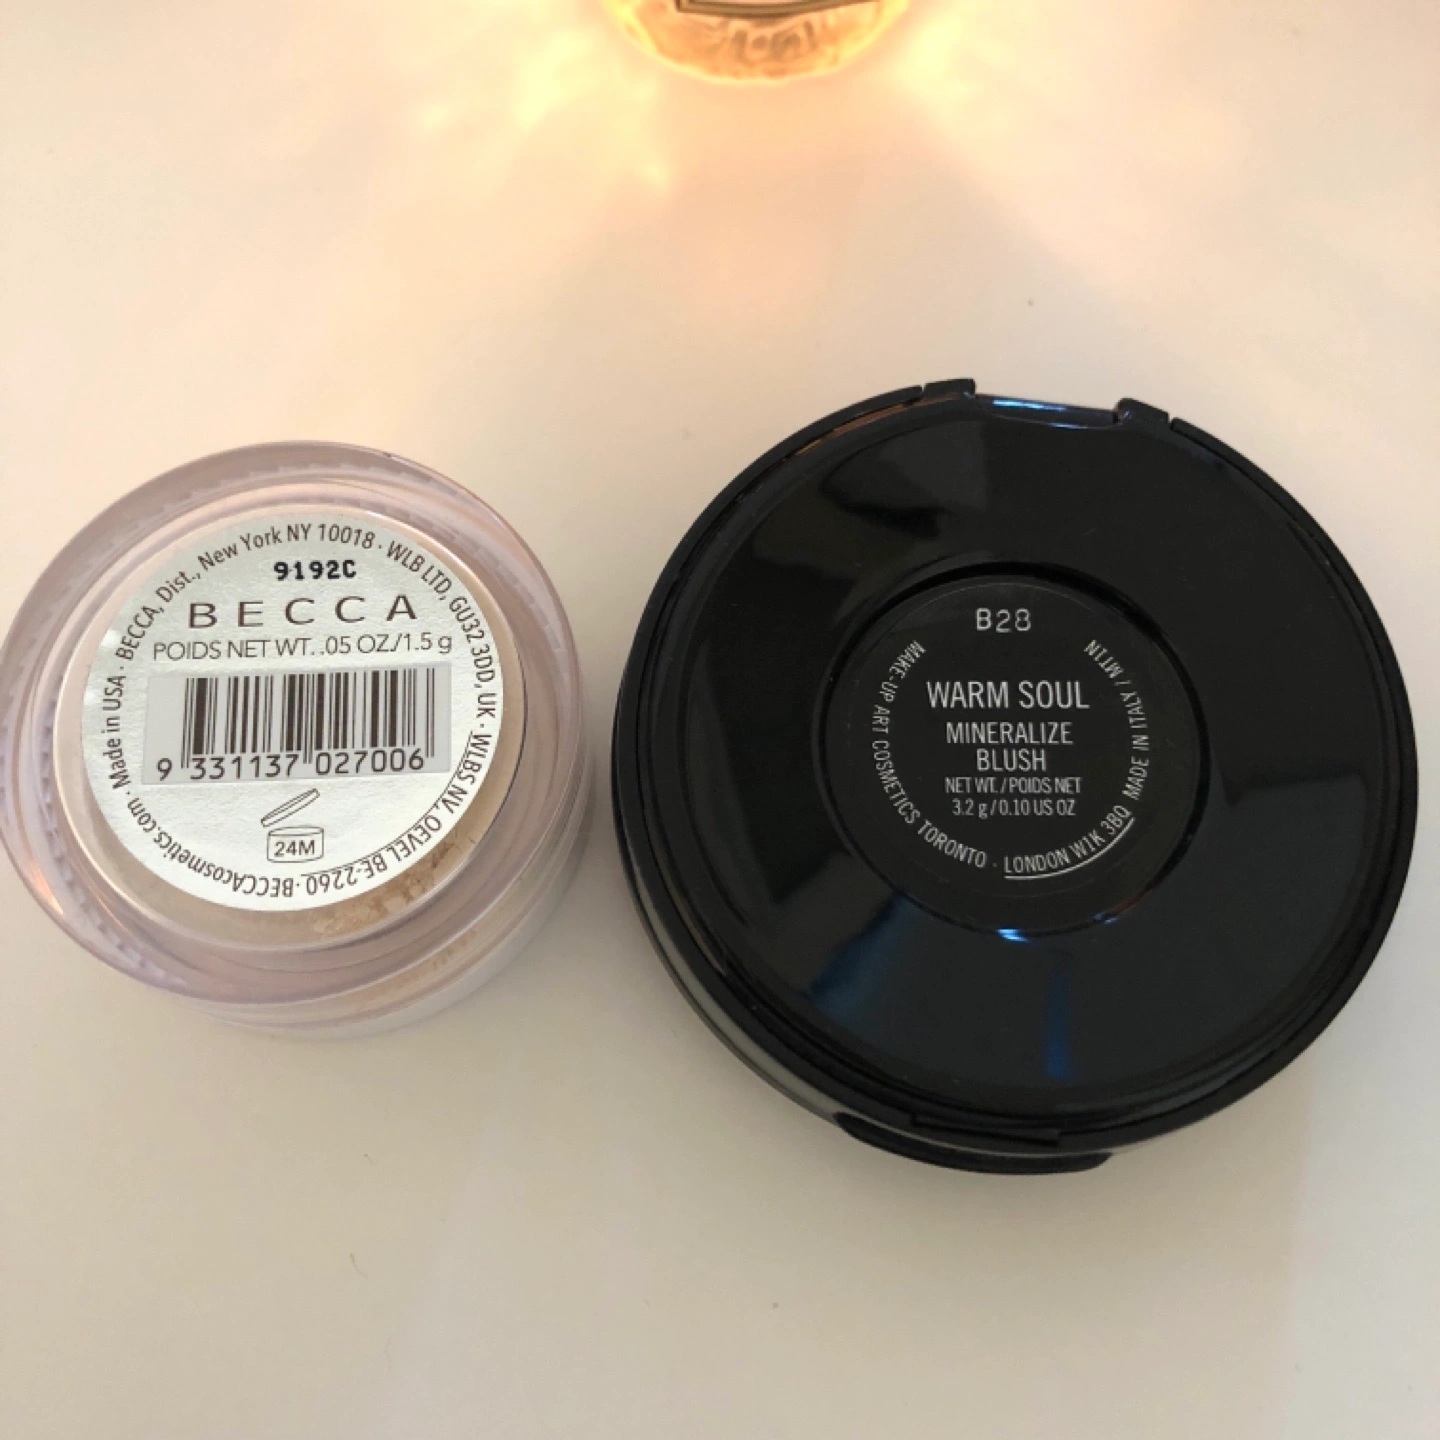 Made in USA · BECCA, Dist., New York NY 10018 · WLB LTD, GU32 3DD, UK · WLBS NV, OEVEL BE-2260 · BECCAcosmetics.com ·
9192C
BECCA
POIDS NET WT. .05 OZ/1.5 g
9 331137 027006
24M
B28
WARM SOUL
MINERALIZE
BLUSH
NET WT. / POIDS NET
3.2 g / 0.10 US OZ
MAKE-UP ART COSMETICS TORONTO · LONDON W1K 3BQ MADE IN ITALY / MTIN